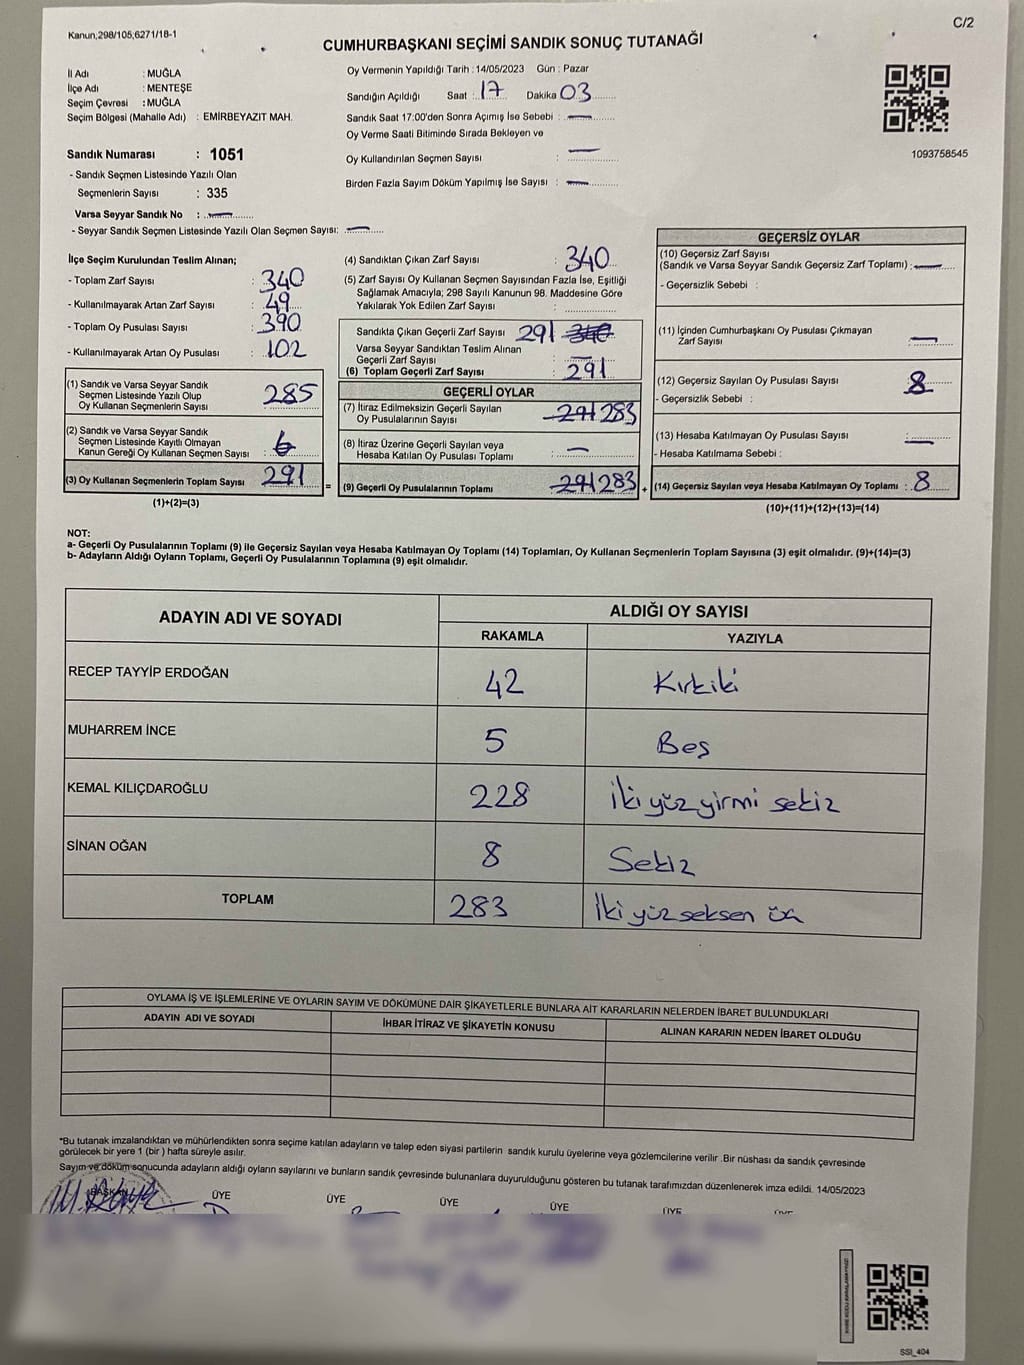 Kanun;298/105,6271/18-1
C/2
CUMHURBAŞKANI SEÇİMİ SANDIK SONUÇ TUTANAĞI
İl Adı : MUĞLA
İlçe Adı : MENTEŞE
Seçim Çevresi : MUĞLA
Seçim Bölgesi (Mahalle Adı) : EMİRBEYAZIT MAH.
Sandık Numarası : 1051
- Sandık Seçmen Listesinde Yazılı Olan
Seçmenlerin Sayısı : 335
Varsa Seyyar Sandık No : —
- Seyyar Sandık Seçmen Listesinde Yazılı Olan Seçmen Sayısı: —
Oy Vermenin Yapıldığı Tarih : 14/05/2023 Gün : Pazar
Sandığın Açıldığı Saat : 17 Dakika 03
Sandık Saat 17:00'den Sonra Açımış İse Sebebi : —
Oy Verme Saati Bitiminde Sırada Bekleyen ve
Oy Kullandırılan Seçmen Sayısı : —
Birden Fazla Sayım Döküm Yapılmış İse Sayısı : —
1093758545
İlçe Seçim Kurulundan Teslim Alınan;
- Toplam Zarf Sayısı : 340
- Kullanılmayarak Artan Zarf Sayısı : 49
- Toplam Oy Pusulası Sayısı : 390
- Kullanılmayarak Artan Oy Pusulası : 102
(1) Sandık ve Varsa Seyyar Sandık
Seçmen Listesinde Yazılı Olup
Oy Kullanan Seçmenlerin Sayısı : 285
(2) Sandık ve Varsa Seyyar Sandık
Seçmen Listesinde Kayıtlı Olmayan
Kanun Gereği Oy Kullanan Seçmen Sayısı : 6
(3) Oy Kullanan Seçmenlerin Toplam Sayısı 291 =
(1)+(2)=(3)
(4) Sandıktan Çıkan Zarf Sayısı : 340
(5) Zarf Sayısı Oy Kullanan Seçmen Sayısından Fazla İse, Eşitliği
Sağlamak Amacıyla; 298 Sayılı Kanunun 98. Maddesine Göre
Yakılarak Yok Edilen Zarf Sayısı :
Sandıkta Çıkan Geçerli Zarf Sayısı 291 340
Varsa Seyyar Sandıktan Teslim Alınan
Geçerli Zarf Sayısı : —
(6) Toplam Geçerli Zarf Sayısı : 291
GEÇERLİ OYLAR
(7) İtiraz Edilmeksizin Geçerli Sayılan
Oy Pusulalarının Sayısı 291 283
(8) İtiraz Üzerine Geçerli Sayılan veya
Hesaba Katılan Oy Pusulası Toplamı : —
(9) Geçerli Oy Pusulalarının Toplamı 291 283 +
GEÇERSİZ OYLAR
(10) Geçersiz Zarf Sayısı
(Sandık ve Varsa Seyyar Sandık Geçersiz Zarf Toplamı) : —
- Geçersizlik Sebebi :
(11) İçinden Cumhurbaşkanı Oy Pusulası Çıkmayan
Zarf Sayısı : —
(12) Geçersiz Sayılan Oy Pusulası Sayısı : 8
- Geçersizlik Sebebi :
(13) Hesaba Katılmayan Oy Pusulası Sayısı : —
- Hesaba Katılmama Sebebi :
(14) Geçersiz Sayılan veya Hesaba Katılmayan Oy Toplamı : 8
(10)+(11)+(12)+(13)=(14)
NOT:
a- Geçerli Oy Pusulalarının Toplamı (9) ile Geçersiz Sayılan veya Hesaba Katılmayan Oy Toplamı (14) Toplamları, Oy Kullanan Seçmenlerin Toplam Sayısına (3) eşit olmalıdır. (9)+(14)=(3)
b- Adayların Aldığı Oyların Toplamı, Geçerli Oy Pusulalarının Toplamına (9) eşit olmalıdır.
ADAYIN ADI VE SOYADI ALDIĞI OY SAYISI
RAKAMLA YAZIYLA
RECEP TAYYİP ERDOĞAN 42 Kırkiki
MUHARREM İNCE 5 Beş
KEMAL KILIÇDAROĞLU 228 İki yüz yirmi sekiz
SİNAN OĞAN 8 Sekiz
TOPLAM 283 İki yüz seksen üç
OYLAMA İŞ VE İŞLEMLERİNE VE OYLARIN SAYIM VE DÖKÜMÜNE DAİR ŞİKAYETLERLE BUNLARA AİT KARARLARIN NELERDEN İBARET BULUNDUKLARI
ADAYIN ADI VE SOYADI İHBAR İTİRAZ VE ŞİKAYETİN KONUSU ALINAN KARARIN NEDEN İBARET OLDUĞU
*Bu tutanak imzalandıktan ve mühürlendikten sonra seçime katılan adayların ve talep eden siyasi partilerin sandık kurulu üyelerine veya gözlemcilerine verilir .Bir nüshası da sandık çevresinde
görülecek bir yere 1 (bir ) hafta süreyle asılır.
Sayım ve döküm sonucunda adayların aldığı oyların sayılarını ve bunların sandık çevresinde bulunanlara duyurulduğunu gösteren bu tutanak tarafımızdan düzenlenerek imza edildi. 14/05/2023
BAŞKAN ÜYE ÜYE ÜYE ÜYE ÜYE
SSI_404